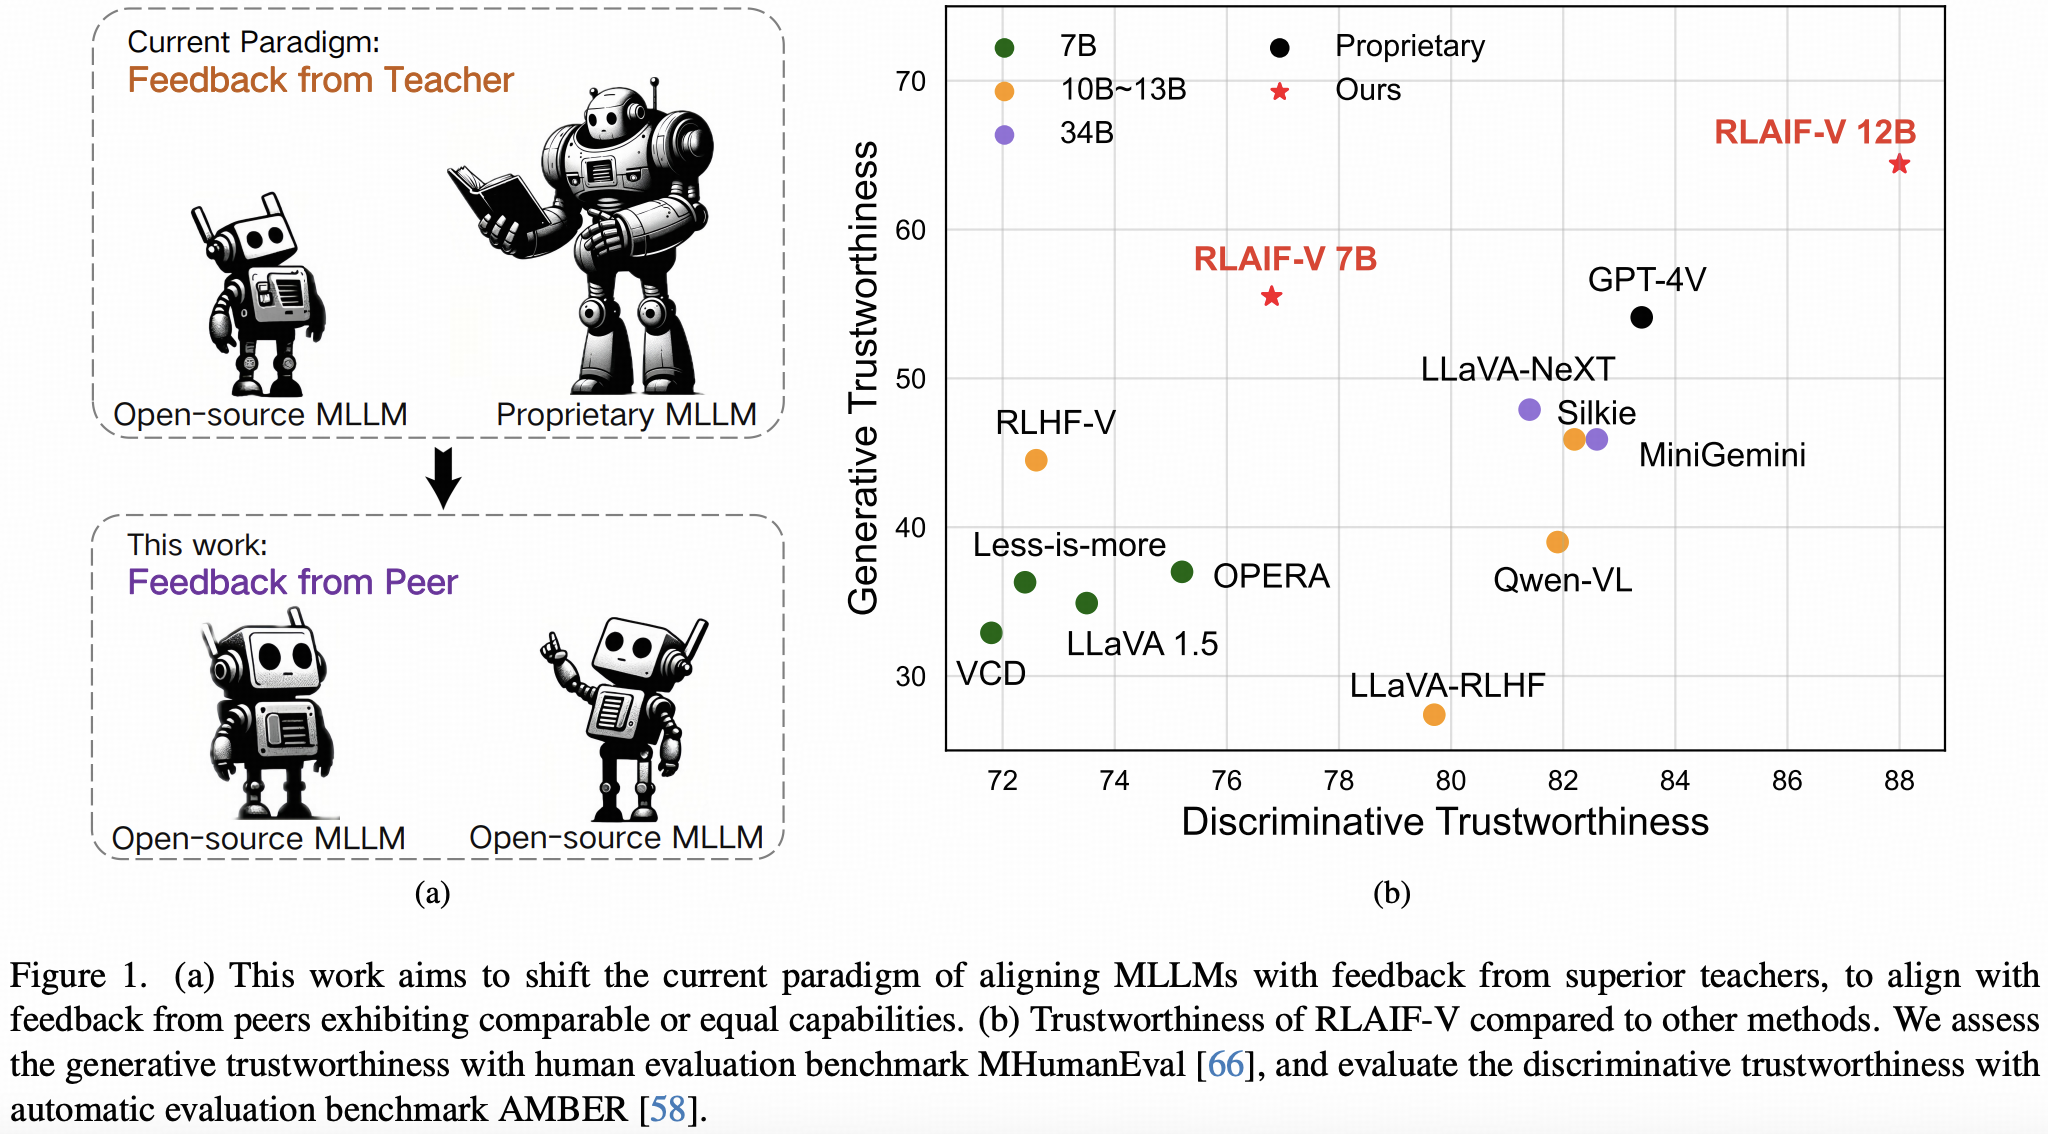 Current Paradigm:
Feedback from Teacher
Open-source MLLM
Proprietary MLLM
This work:
Feedback from Peer
Open-source MLLM
Open-source MLLM
(a)
7B
10B~13B
34B
Proprietary
Ours
Generative Trustworthiness
70
60
50
40
30
RLAIF-V 12B
RLAIF-V 7B
GPT-4V
LLaVA-NeXT
Silkie
MiniGemini
RLHF-V
Less-is-more
OPERA
Qwen-VL
LLaVA 1.5
VCD
LLaVA-RLHF
72 74 76 78 80 82 84 86 88
Discriminative Trustworthiness
(b)
Figure 1. (a) This work aims to shift the current paradigm of aligning MLLMs with feedback from superior teachers, to align with
feedback from peers exhibiting comparable or equal capabilities. (b) Trustworthiness of RLAIF-V compared to other methods. We assess
the generative trustworthiness with human evaluation benchmark MHumanEval [66], and evaluate the discriminative trustworthiness with
automatic evaluation benchmark AMBER [58].